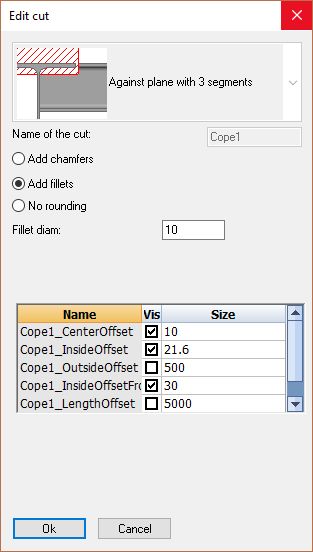 Edit cut
Against plane with 3 segments
Name of the cut: Cope1
Add chamfers
Add fillets
No rounding
Fillet diam: 10
Name Vis Size
Cope1_CenterOffset 10
Cope1_InsideOffset 21.6
Cope1_OutsideOffset 500
Cope1_InsideOffsetFro 30
Cope1_LengthOffset 5000
Ok Cancel